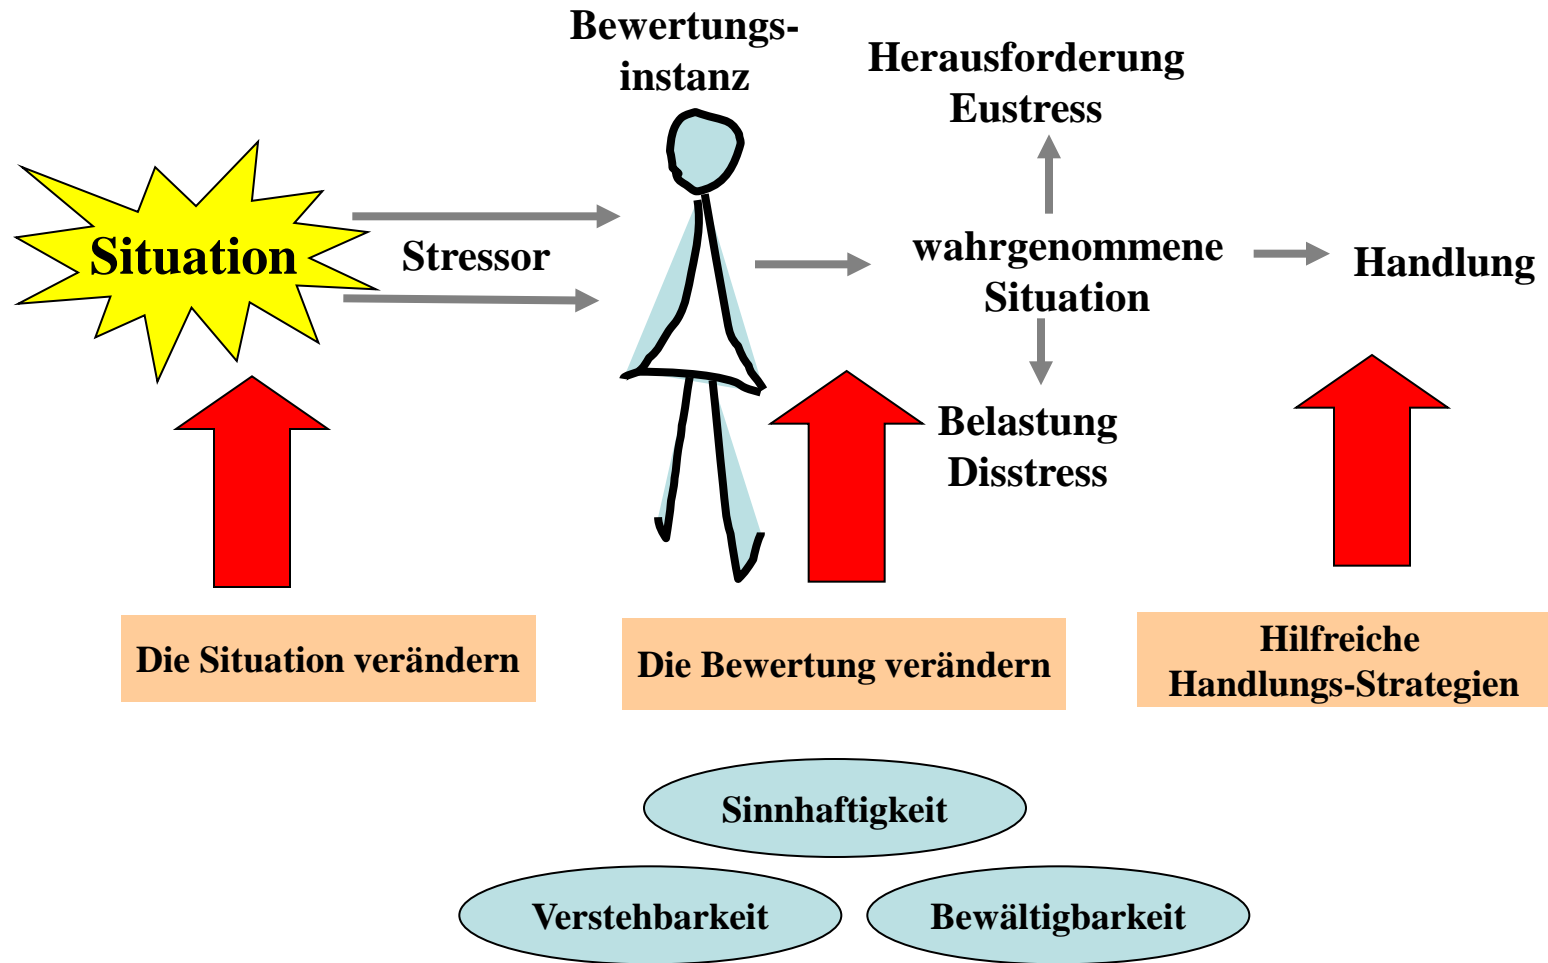 Bewertungs-
instanz
Herausforderung
Eustress
Situation
Stressor
wahrgenommene
Situation
Handlung
Belastung
Disstress
Die Situation verändern
Die Bewertung verändern
Hilfreiche
Handlungs-Strategien
Sinnhaftigkeit
Verstehbarkeit
Bewältigbarkeit